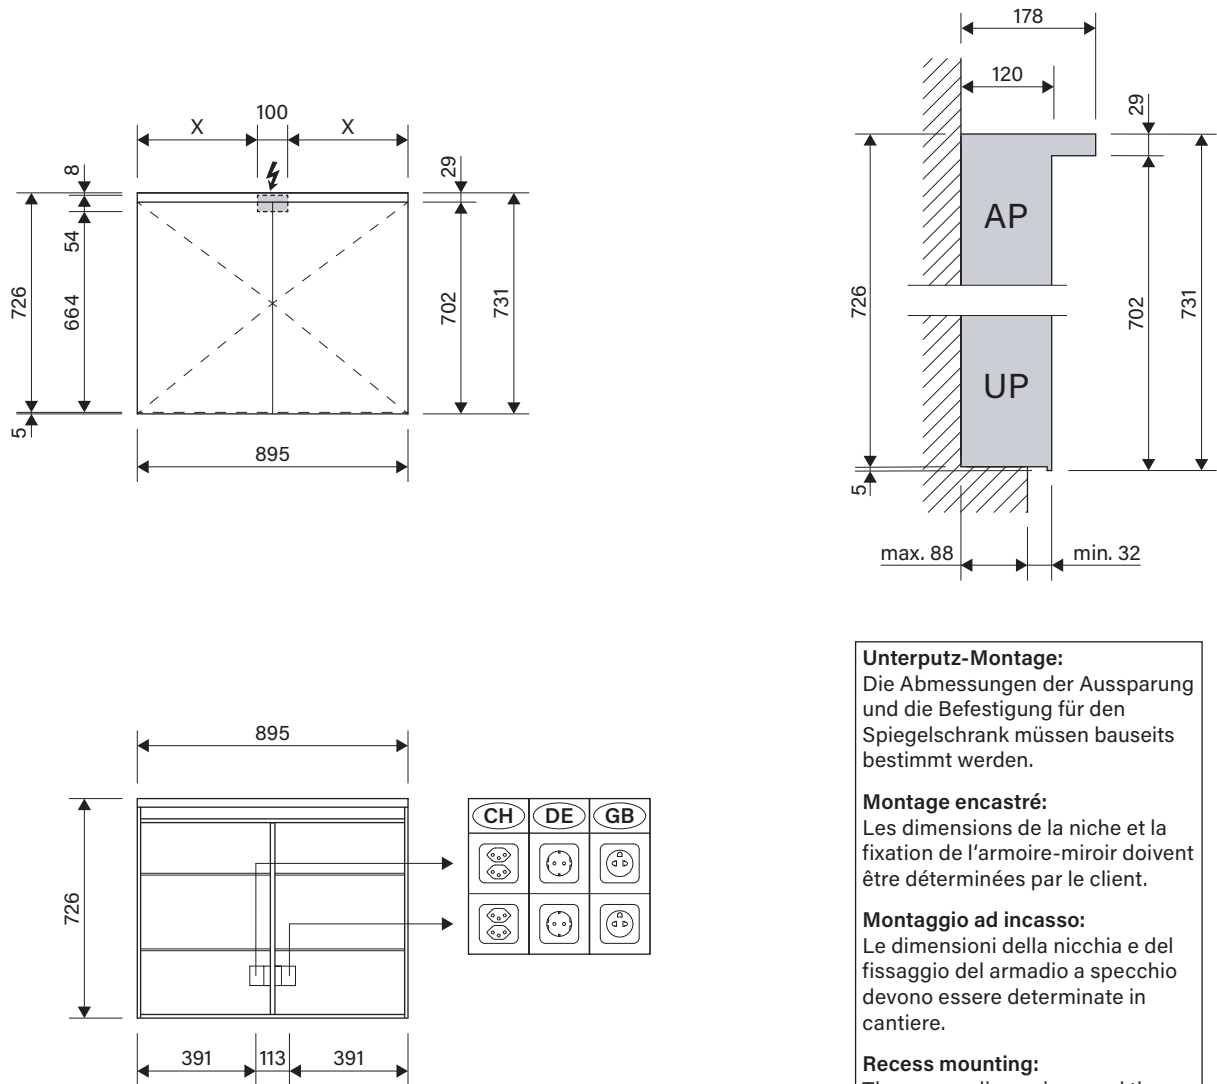 178
120
29
100
X
X
8
29
54
AP
726
664
702
731
726
702
731
UP
5
895
5
max. 88
min. 32
Unterputz-Montage:
Die Abmessungen der Aussparung
und die Befestigung für den
Spiegelschrank müssen bauseits
bestimmt werden.
Montage encastré:
Les dimensions de la niche et la
fixation de l‘armoire-miroir doivent
être déterminées par le client.
Montaggio ad incasso:
Le dimensioni della nicchia e del
fissaggio del armadio a specchio
devono essere determinate in
cantiere.
Recess mounting:
895
CH DE GB
726
391 113 391